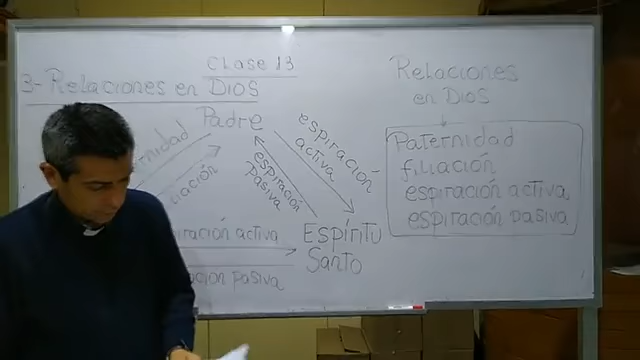 Clase 13
3- Relaciones en DIOS
Padre
espiración
activa
espiración
pasiva
espiración activa
Espíritu
Santo
pasiva
Relaciones
en DIOS
Paternidad
filiación
espiración activa
espiración pasiva